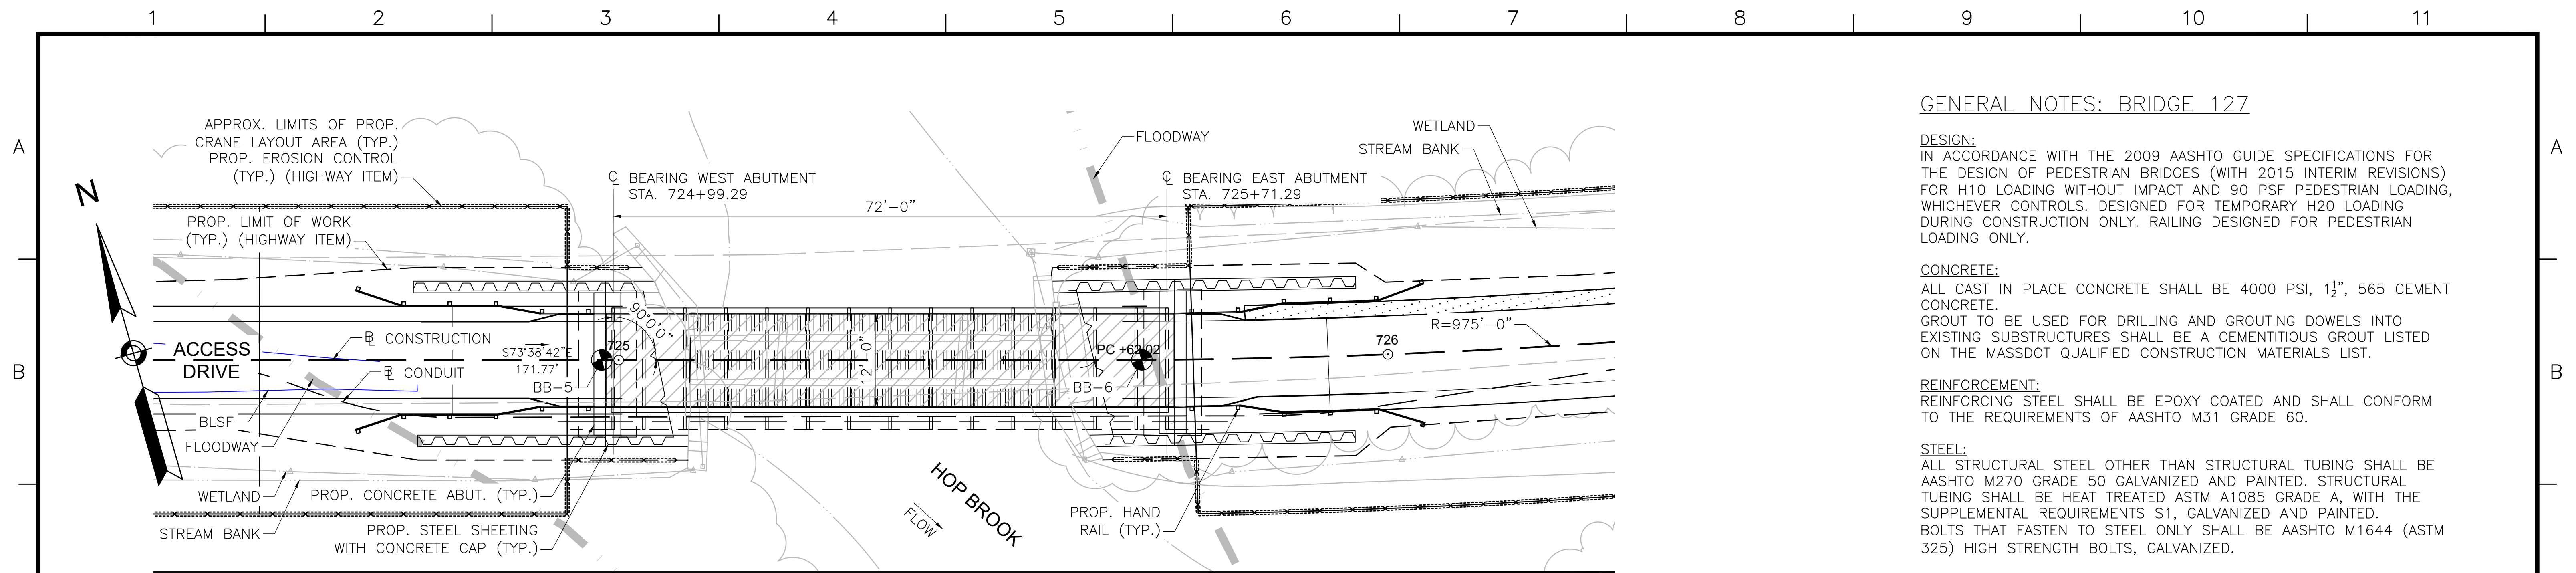 1 2 3 4 5 6 7 8 9 10 11
A
B
A
B
N
APPROX. LIMITS OF PROP.
CRANE LAYOUT AREA (TYP.)
PROP. EROSION CONTROL
(TYP.) (HIGHWAY ITEM)
PROP. LIMIT OF WORK
(TYP.) (HIGHWAY ITEM)
℄ BEARING WEST ABUTMENT
STA. 724+99.29
72'-0"
℄ BEARING EAST ABUTMENT
STA. 725+71.29
FLOODWAY
WETLAND
STREAM BANK
ACCESS
DRIVE
BL CONSTRUCTION
BL CONDUIT
S73°38'42"E
171.77'
90°0'0"
725
BB-5
12'-0"
PC +62.02
BB-6
726
R=975'-0"
BLSF
FLOODWAY
WETLAND
STREAM BANK
PROP. CONCRETE ABUT. (TYP.)
PROP. STEEL SHEETING
WITH CONCRETE CAP (TYP.)
HOP BROOK
FLOW
PROP. HAND
RAIL (TYP.)
GENERAL NOTES: BRIDGE 127
DESIGN:
IN ACCORDANCE WITH THE 2009 AASHTO GUIDE SPECIFICATIONS FOR
THE DESIGN OF PEDESTRIAN BRIDGES (WITH 2015 INTERIM REVISIONS)
FOR H10 LOADING WITHOUT IMPACT AND 90 PSF PEDESTRIAN LOADING,
WHICHEVER CONTROLS. DESIGNED FOR TEMPORARY H20 LOADING
DURING CONSTRUCTION ONLY. RAILING DESIGNED FOR PEDESTRIAN
LOADING ONLY.
CONCRETE:
ALL CAST IN PLACE CONCRETE SHALL BE 4000 PSI, 1½", 565 CEMENT
CONCRETE.
GROUT TO BE USED FOR DRILLING AND GROUTING DOWELS INTO
EXISTING SUBSTRUCTURES SHALL BE A CEMENTITIOUS GROUT LISTED
ON THE MASSDOT QUALIFIED CONSTRUCTION MATERIALS LIST.
REINFORCEMENT:
REINFORCING STEEL SHALL BE EPOXY COATED AND SHALL CONFORM
TO THE REQUIREMENTS OF AASHTO M31 GRADE 60.
STEEL:
ALL STRUCTURAL STEEL OTHER THAN STRUCTURAL TUBING SHALL BE
AASHTO M270 GRADE 50 GALVANIZED AND PAINTED. STRUCTURAL
TUBING SHALL BE HEAT TREATED ASTM A1085 GRADE A, WITH THE
SUPPLEMENTAL REQUIREMENTS S1, GALVANIZED AND PAINTED.
BOLTS THAT FASTEN TO STEEL ONLY SHALL BE AASHTO M1644 (ASTM
325) HIGH STRENGTH BOLTS, GALVANIZED.